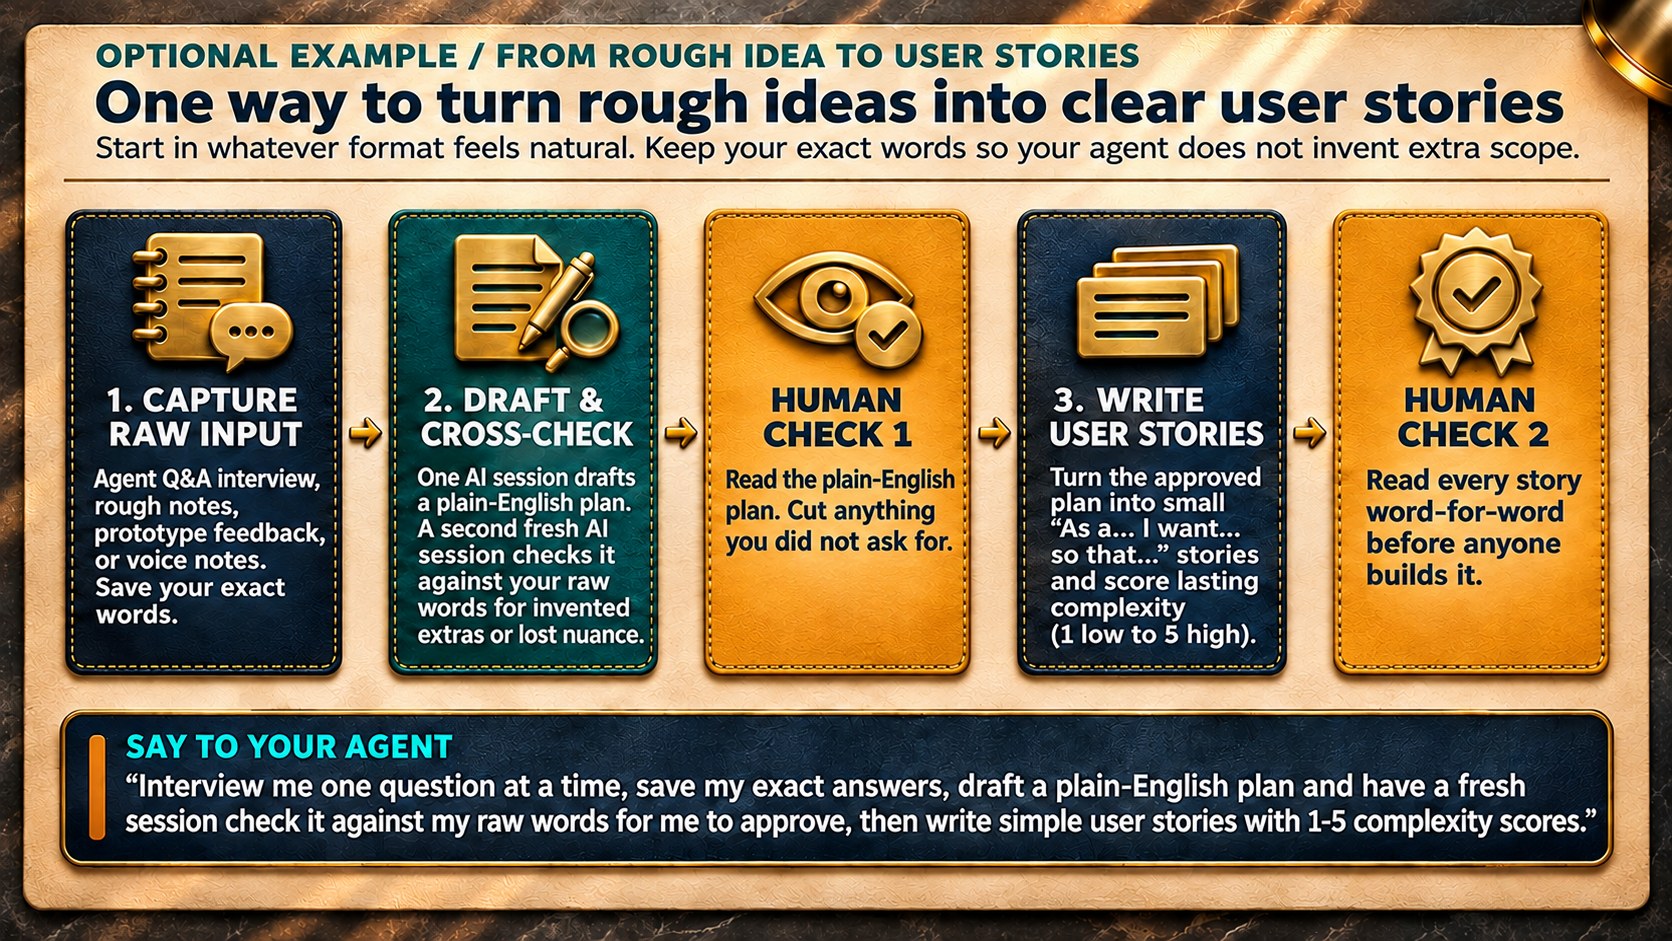 OPTIONAL EXAMPLE / FROM ROUGH IDEA TO USER STORIES
One way to turn rough ideas into clear user stories
Start in whatever format feels natural. Keep your exact words so your agent does not invent extra scope.
1. CAPTURE
RAW INPUT
Agent Q&A interview,
rough notes,
prototype feedback,
or voice notes.
Save your exact
words.
2. DRAFT &
CROSS-CHECK
One AI session drafts
a plain-English plan.
A second fresh AI
session checks it
against your raw
words for invented
extras or lost nuance.
HUMAN
CHECK 1
Read the plain-English
plan. Cut anything
you did not ask for.
3. WRITE
USER STORIES
Turn the approved
plan into small
“As a... I want...
so that...” stories
and score lasting
complexity
(1 low to 5 high).
HUMAN
CHECK 2
Read every story
word-for-word
before anyone
builds it.
SAY TO YOUR AGENT
“Interview me one question at a time, save my exact answers, draft a plain-English plan and have a fresh
session check it against my raw words for me to approve, then write simple user stories with 1-5 complexity scores.”